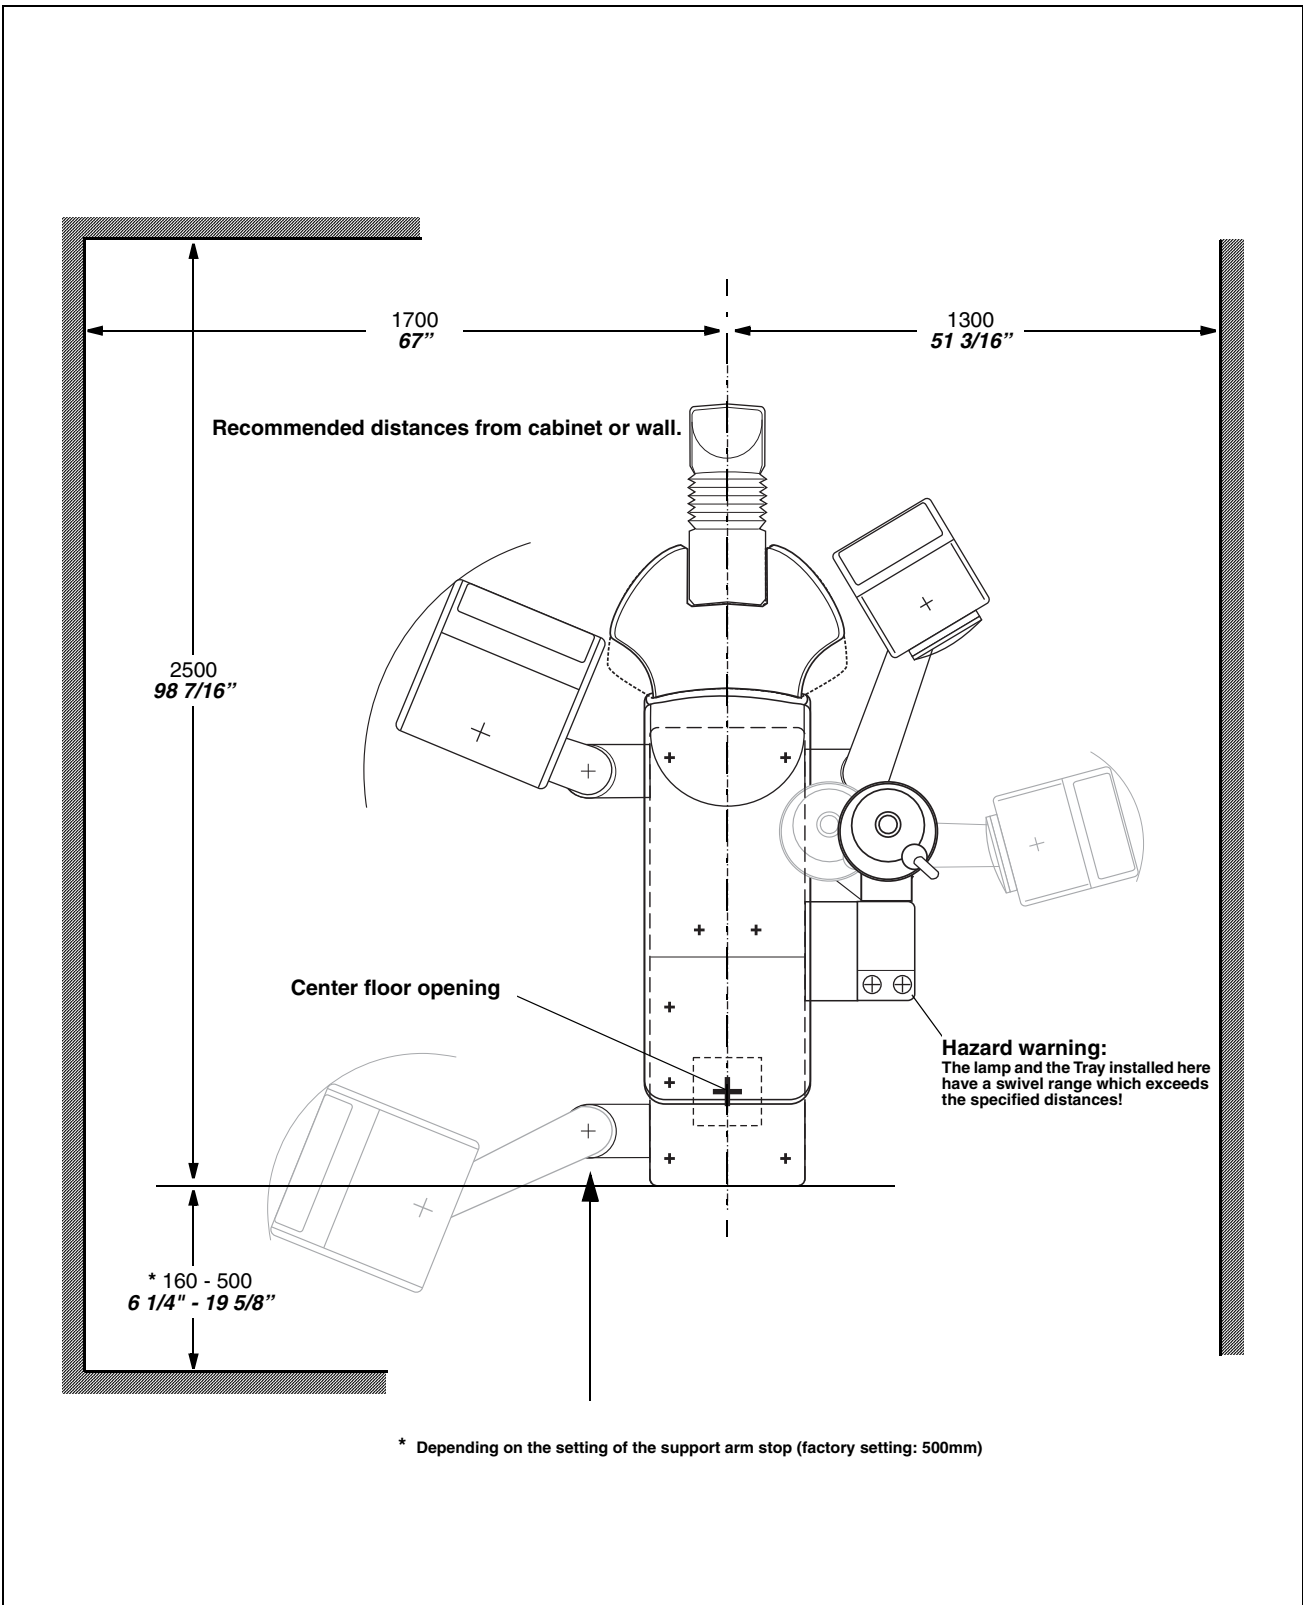 1700
67”
1300
51 3/16”
Recommended distances from cabinet or wall.
2500
98 7/16”
Center floor opening
Hazard warning:
The lamp and the Tray installed here
have a swivel range which exceeds
the specified distances!
* 160 - 500
6 1/4" - 19 5/8”
* Depending on the setting of the support arm stop (factory setting: 500mm)